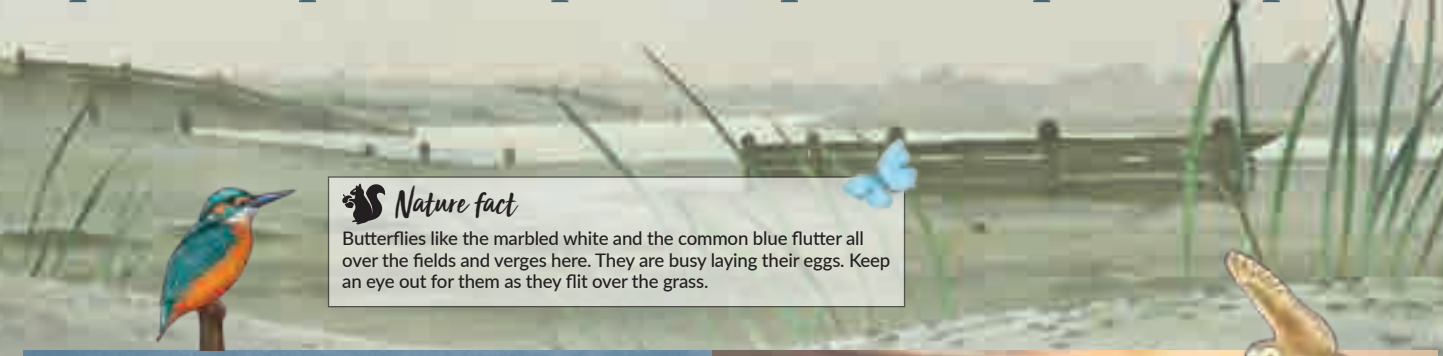 Nature fact
Butterflies like the marbled white and the common blue flutter all
over the fields and verges here. They are busy laying their eggs. Keep
an eye out for them as they flit over the grass.